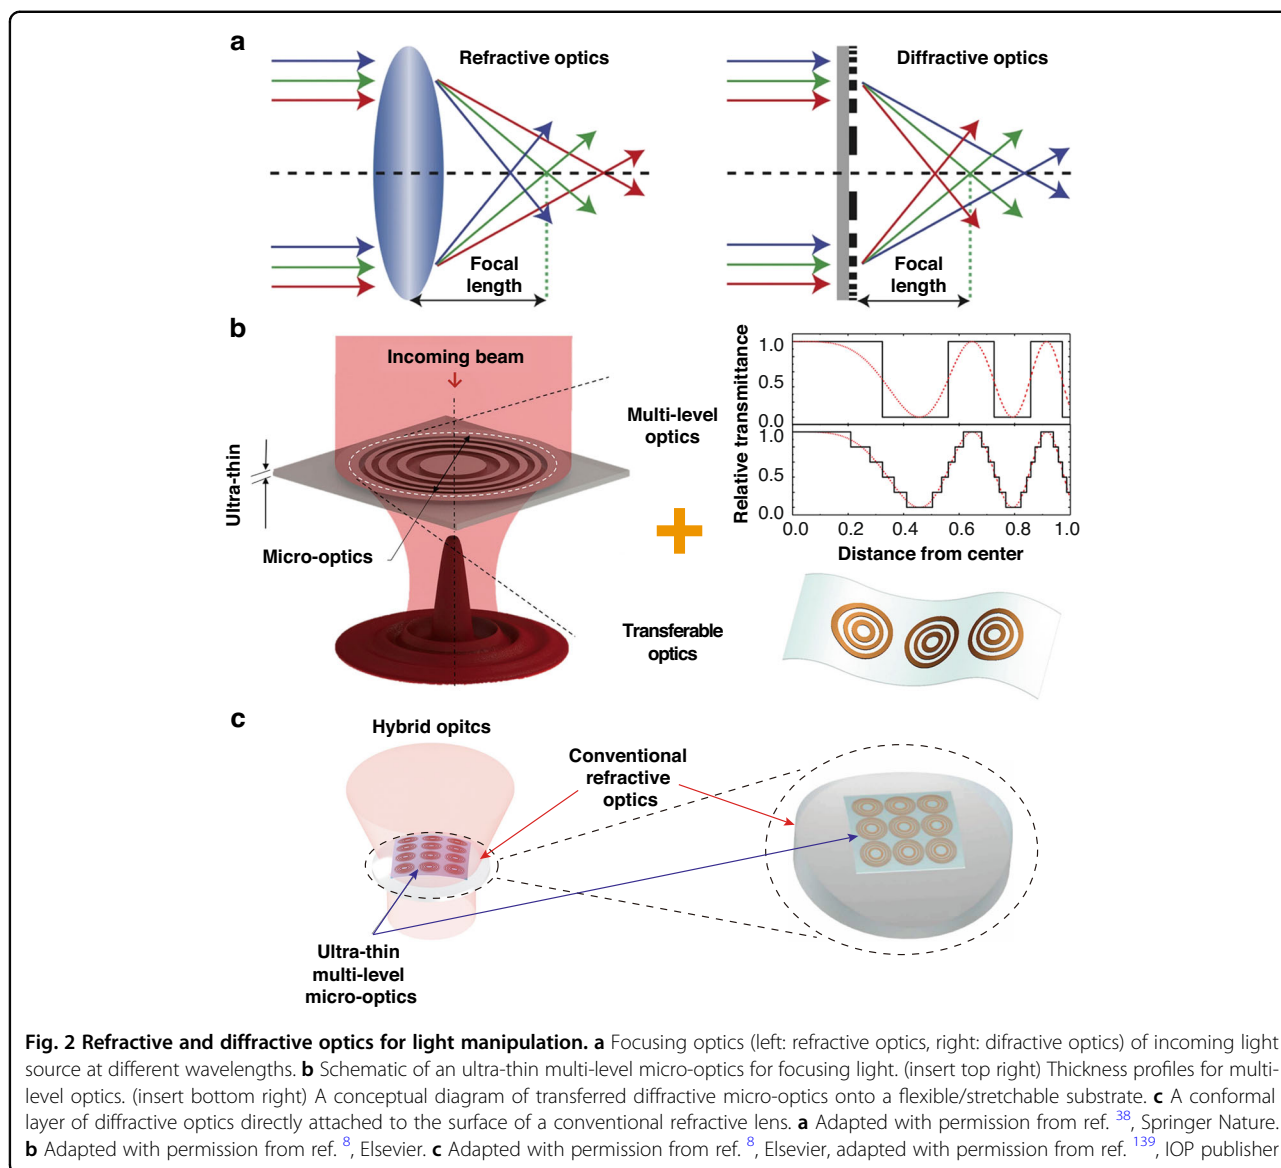 a
Refractive optics
Focal
length
Diffractive optics
Focal
length
b
Incoming beam
Ultra-thin
Micro-optics
Multi-level
optics
Relative transmittance
1.0
0.5
0.0
1.0
0.5
0.0
0.0 0.2 0.4 0.6 0.8 1.0
Distance from center
Transferable
optics
c
Hybrid opitcs
Conventional
refractive
optics
Ultra-thin
multi-level
micro-optics
Fig. 2 Refractive and diffractive optics for light manipulation. a Focusing optics (left: refractive optics, right: difractive optics) of incoming light
source at different wavelengths. b Schematic of an ultra-thin multi-level micro-optics for focusing light. (insert top right) Thickness profiles for multi-
level optics. (insert bottom right) A conceptual diagram of transferred diffractive micro-optics onto a flexible/stretchable substrate. c A conformal
layer of diffractive optics directly attached to the surface of a conventional refractive lens. a Adapted with permission from ref. 38, Springer Nature.
b Adapted with permission from ref. 8, Elsevier. c Adapted with permission from ref. 8, Elsevier, adapted with permission from ref. 139, IOP publisher